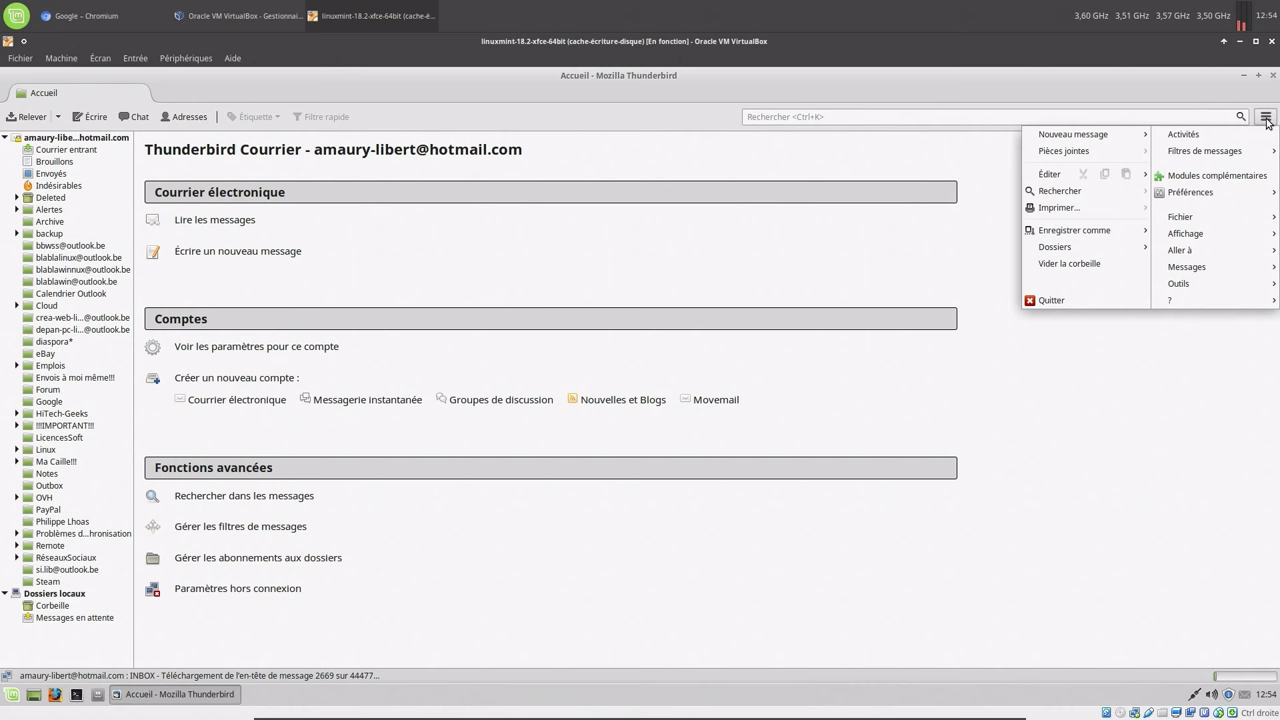 Google – Chromium
Oracle VM VirtualBox - Gestionnai...
linuxmint-18.2-xfce-64bit (cache-é...
3,60 GHz 3,51 GHz 3,57 GHz 3,50 GHz
12:54
linuxmint-18.2-xfce-64bit (cache-écriture-disque) [En fonction] - Oracle VM VirtualBox
Fichier Machine Écran Entrée Périphériques Aide
Accueil - Mozilla Thunderbird
Accueil
Relever Écrire Chat Adresses Étiquette Filtre rapide
Rechercher <Ctrl+K>
amaury-libe...hotmail.com
Courrier entrant
Brouillons
Envoyés
Indésirables
Deleted
Alertes
Archive
backup
bbwss@outlook.be
blablalinux@outlook.be
blablawinnux@outlook.be
blablawin@outlook.be
Calendrier Outlook
Cloud
crea-web-li...@outlook.be
depan-pc-li...@outlook.be
diaspora*
eBay
Emplois
Envois à moi même!!!
Forum
Google
HiTech-Geeks
!!!IMPORTANT!!!
LicencesSoft
Linux
Ma Caille!!!
Notes
Outbox
OVH
PayPal
Philippe Lhoas
Problèmes d...hronisation
Remote
RéseauxSociaux
si.lib@outlook.be
Steam
Dossiers locaux
Corbeille
Messages en attente
Thunderbird Courrier - amaury-libert@hotmail.com
Courrier électronique
Lire les messages
Écrire un nouveau message
Comptes
Voir les paramètres pour ce compte
Créer un nouveau compte :
Courrier électronique Messagerie instantanée Groupes de discussion Nouvelles et Blogs Movemail
Fonctions avancées
Rechercher dans les messages
Gérer les filtres de messages
Gérer les abonnements aux dossiers
Paramètres hors connexion
Nouveau message
Pièces jointes
Éditer
Rechercher
Imprimer...
Enregistrer comme
Dossiers
Vider la corbeille
Quitter
Activités
Filtres de messages
Modules complémentaires
Préférences
Fichier
Affichage
Aller à
Messages
Outils
?
amaury-libert@hotmail.com : INBOX - Téléchargement de l'en-tête de message 2669 sur 44477...
Accueil - Mozilla Thunderbird
12:54
Ctrl droite